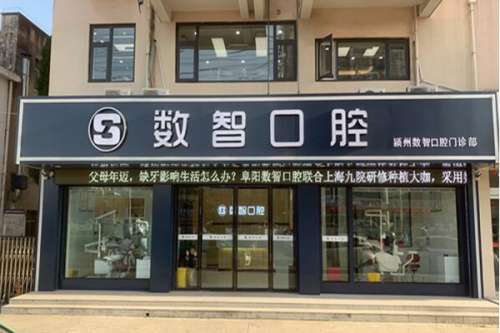 数智口腔
颍州数智口腔门诊部
父母年迈，缺牙影响生活怎么办？阜阳数智口腔联合上海九院研修种植大咖，采用
数智口腔